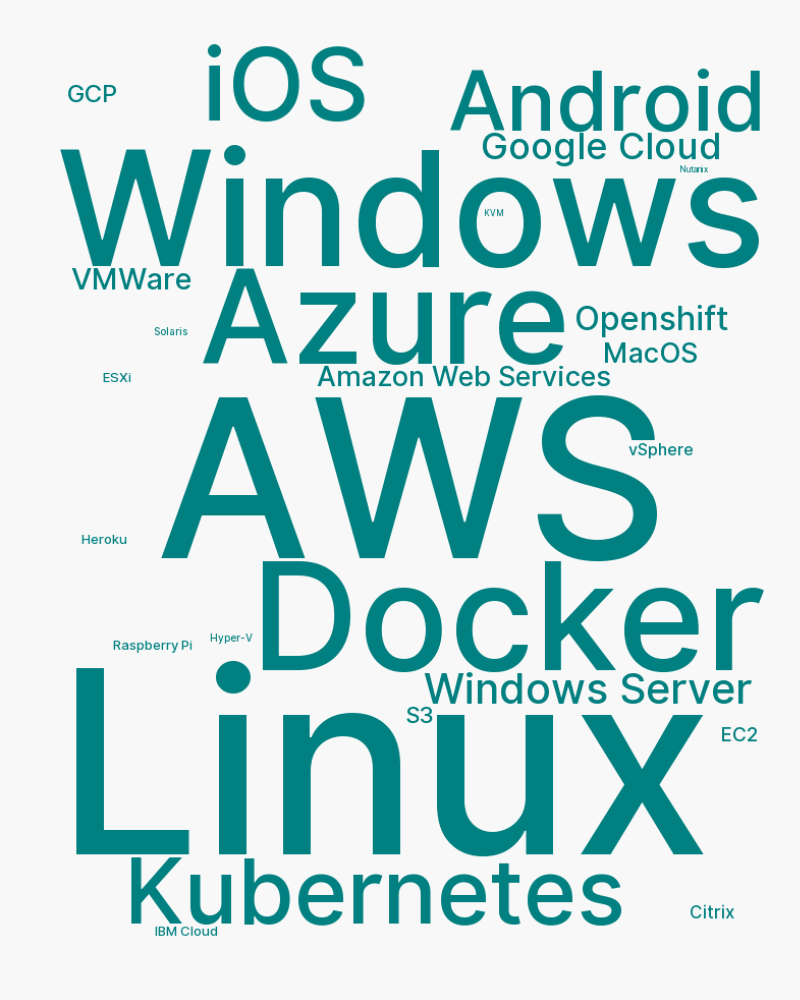 iOS
GCP
Android
Google Cloud
Nutanix
Windows
KVM
VMWare
Azure
Openshift
Solaris
MacOS
ESXi
Amazon Web Services
AWS
vSphere
Heroku
Docker
Hyper-V
Raspberry Pi
Windows Server
Linux
S3
EC2
Kubernetes
Citrix
IBM Cloud